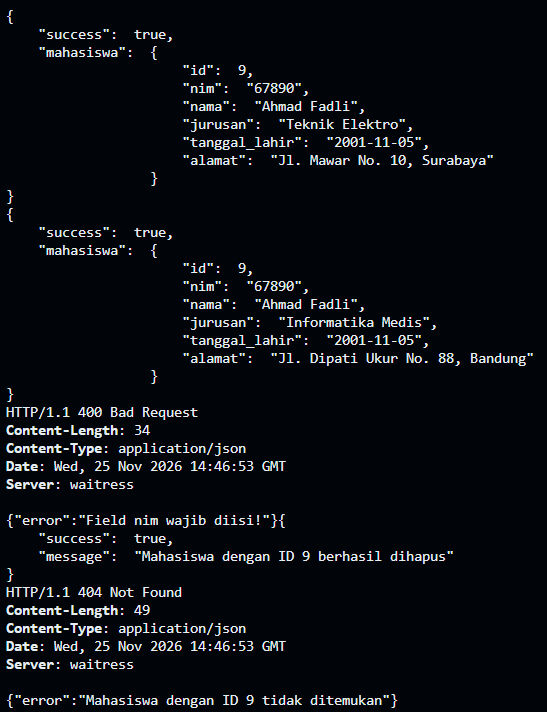 {
    "success":  true,
    "mahasiswa":  {
                      "id":  9,
                      "nim":  "67890",
                      "nama":  "Ahmad Fadli",
                      "jurusan":  "Teknik Elektro",
                      "tanggal_lahir":  "2001-11-05",
                      "alamat":  "Jl. Mawar No. 10, Surabaya"
                  }
}
{
    "success":  true,
    "mahasiswa":  {
                      "id":  9,
                      "nim":  "67890",
                      "nama":  "Ahmad Fadli",
                      "jurusan":  "Informatika Medis",
                      "tanggal_lahir":  "2001-11-05",
                      "alamat":  "Jl. Dipati Ukur No. 88, Bandung"
                  }
}
HTTP/1.1 400 Bad Request
Content-Length: 34
Content-Type: application/json
Date: Wed, 25 Nov 2026 14:46:53 GMT
Server: waitress

{"error":"Field nim wajib diisi!"}{
    "success":  true,
    "message":  "Mahasiswa dengan ID 9 berhasil dihapus"
}
HTTP/1.1 404 Not Found
Content-Length: 49
Content-Type: application/json
Date: Wed, 25 Nov 2026 14:46:53 GMT
Server: waitress

{"error":"Mahasiswa dengan ID 9 tidak ditemukan"}